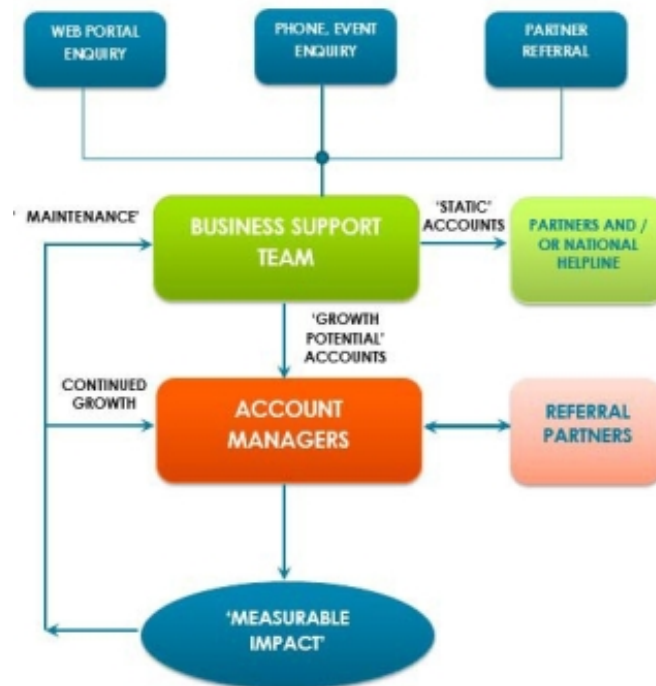 WEB PORTAL
ENQUIRY
PHONE, EVENT
ENQUIRY
PARTNER
REFERRAL
' MAINTENANCE'
BUSINESS SUPPORT
TEAM
'STATIC'
ACCOUNTS
PARTNERS AND /
OR NATIONAL
HELPLINE
'GROWTH
POTENTIAL'
ACCOUNTS
CONTINUED
GROWTH
ACCOUNT
MANAGERS
REFERRAL
PARTNERS
'MEASURABLE
IMPACT'